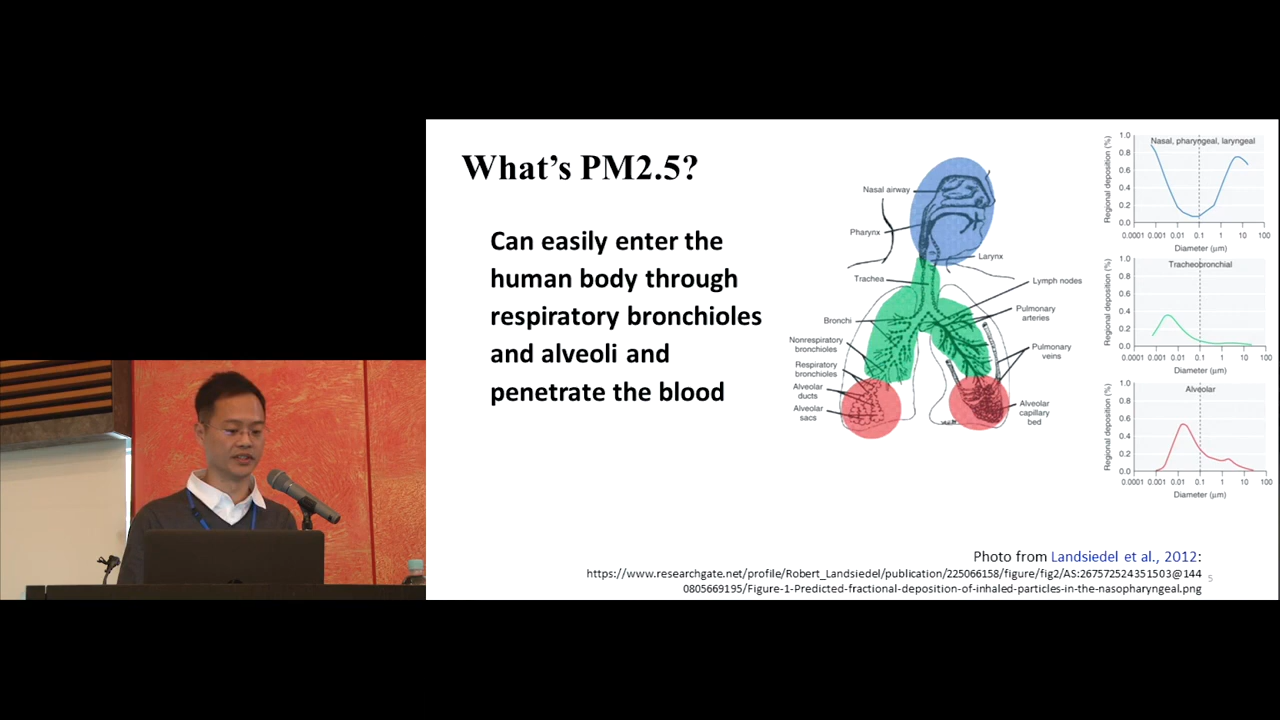 What's PM2.5?
Can easily enter the
human body through
respiratory bronchioles
and alveoli and
penetrate the blood
Nasal airway
Pharynx
Larynx
Trachea
Lymph nodes
Bronchi
Pulmonary
arteries
Nonrespiratory
bronchioles
Pulmonary
veins
Respiratory
bronchioles
Alveolar
ducts
Alveolar
sacs
Alveolar
capillary
bed
Nasal, pharyngeal, laryngeal
Regional deposition (%)
1.0
0.8
0.6
0.4
0.2
0.0
0.0001 0.001 0.01 0.1 1 10 100
Diameter (μm)
Tracheobronchial
Regional deposition (%)
1.0
0.8
0.6
0.4
0.2
0.0
0.0001 0.001 0.01 0.1 1 10 100
Diameter (μm)
Alveolar
Regional deposition (%)
1.0
0.8
0.6
0.4
0.2
0.0
0.0001 0.001 0.01 0.1 1 10 100
Diameter (μm)
Photo from Landsiedel et al., 2012:
https://www.researchgate.net/profile/Robert_Landsiedel/publication/225066158/figure/fig2/AS:267572524351503@144
0805669195/Figure-1-Predicted-fractional-deposition-of-inhaled-particles-in-the-nasopharyngeal.png
5